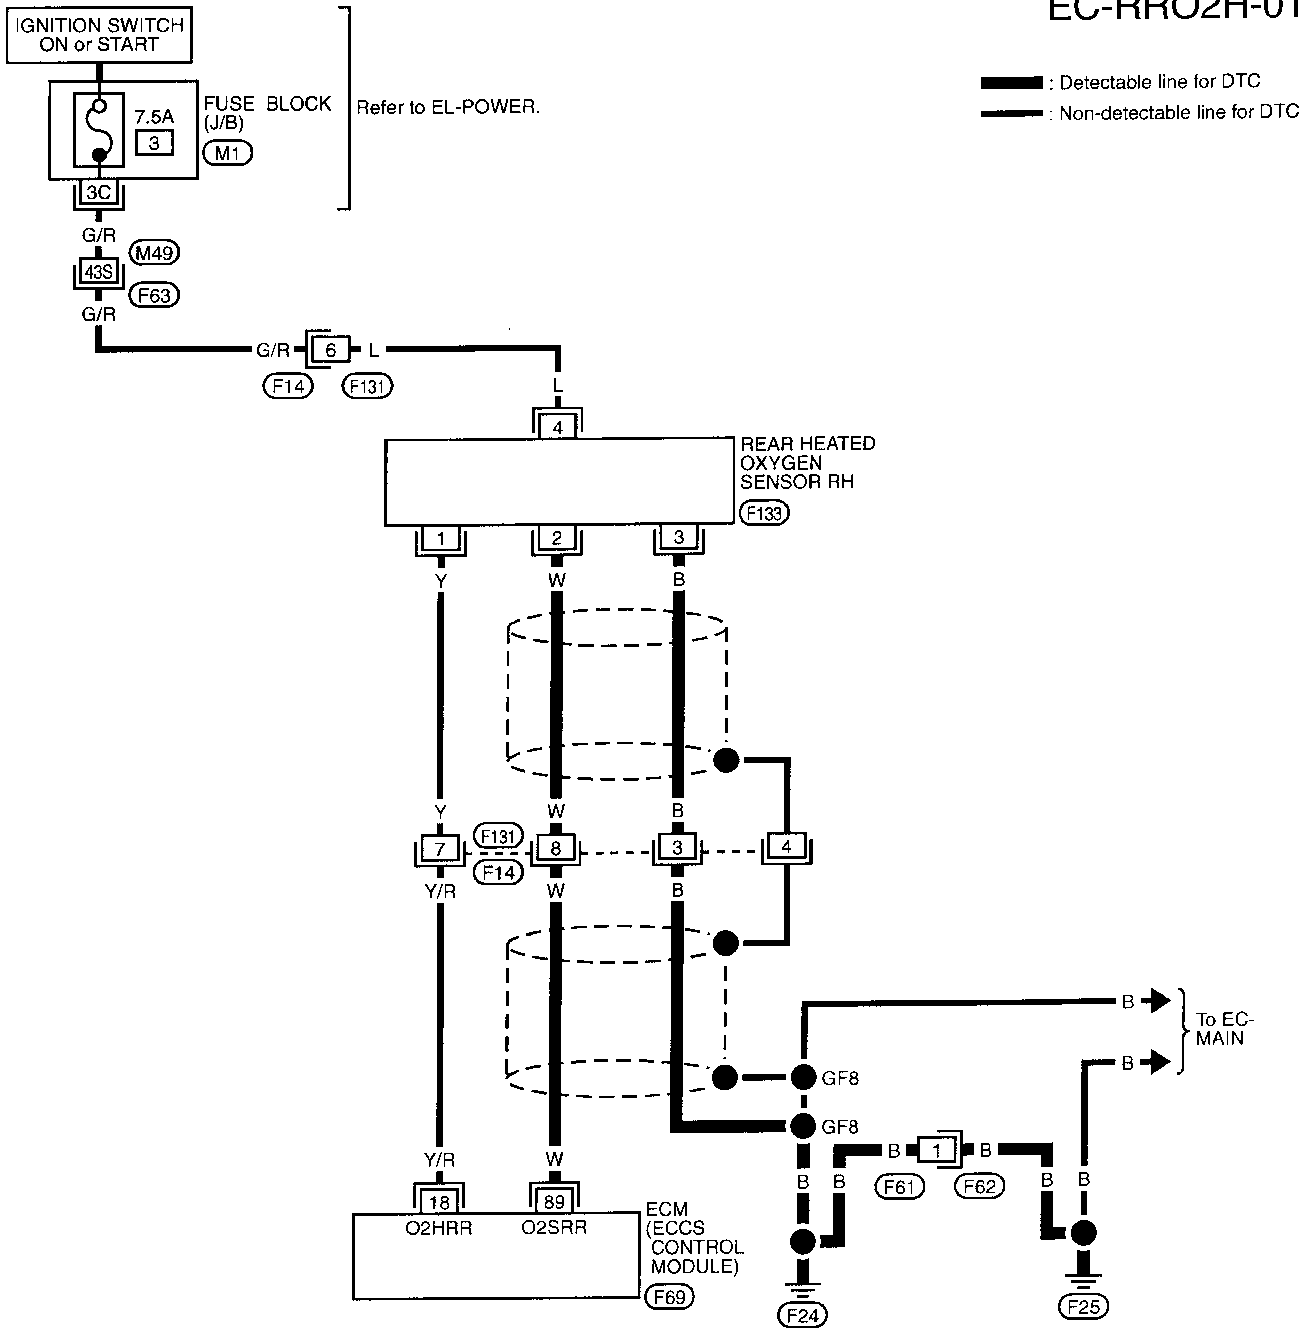 EC-RRO2H-01
IGNITION SWITCH
ON or START
: Detectable line for DTC
: Non-detectable line for DTC
7.5A
3
FUSE BLOCK
(J/B)
M1
Refer to EL-POWER.
3C
G/R
M49
43S
F63
G/R
G/R
6
L
F14
F131
L
4
REAR HEATED
OXYGEN
SENSOR RH
F133
1
2
3
Y
W
B
Y
W
B
7
F131
F14
8
3
4
Y/R
W
B
B
To EC-
MAIN
B
GF8
GF8
B
1
B
F61
F62
Y/R
W
B
B
B
B
18
89
O2HRR
O2SRR
ECM
(ECCS
CONTROL
MODULE)
F69
F24
F25